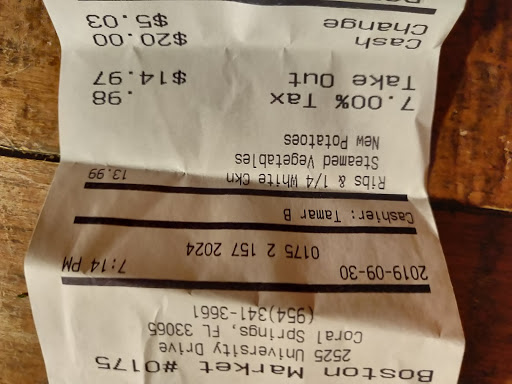 Boston Market #0175
2525 University Drive
Coral Springs, FL 33065
(954)341-3661
2019-09-30 7:14 PM
0175 2 157 2024
Cashier: Tamar B
Ribs & 1/4 White Ckn 13.99
Steamed Vegetables
New Potatoes
7.00% Tax .98
Take Out $14.97
Cash $20.00
Change $5.03